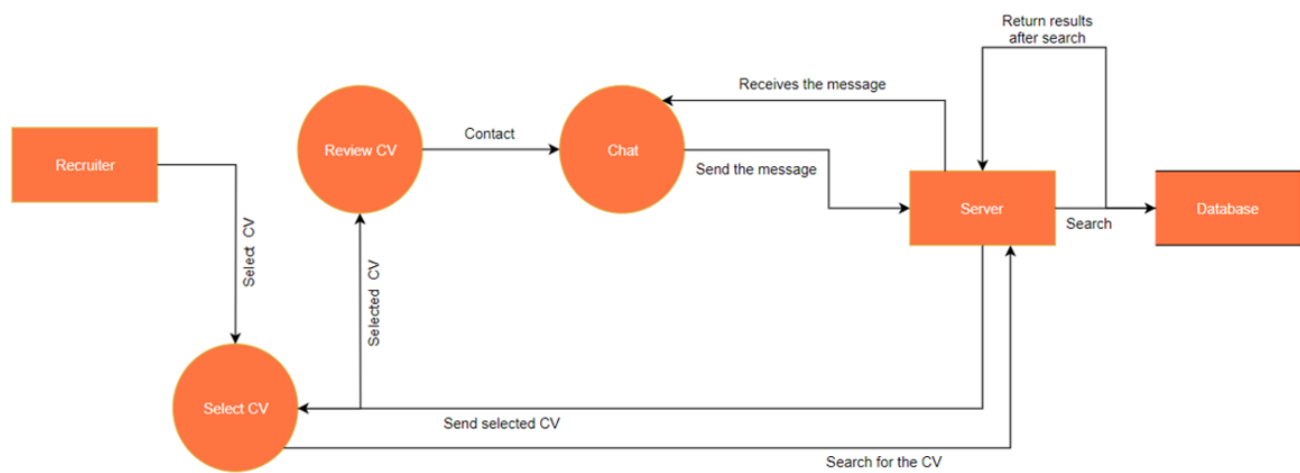 Return results
after search
Receives the message
Recruiter
Review CV
Contact
Chat
Send the message
Server
Search
Database
Select CV
Selected CV
Select CV
Send selected CV
Search for the CV